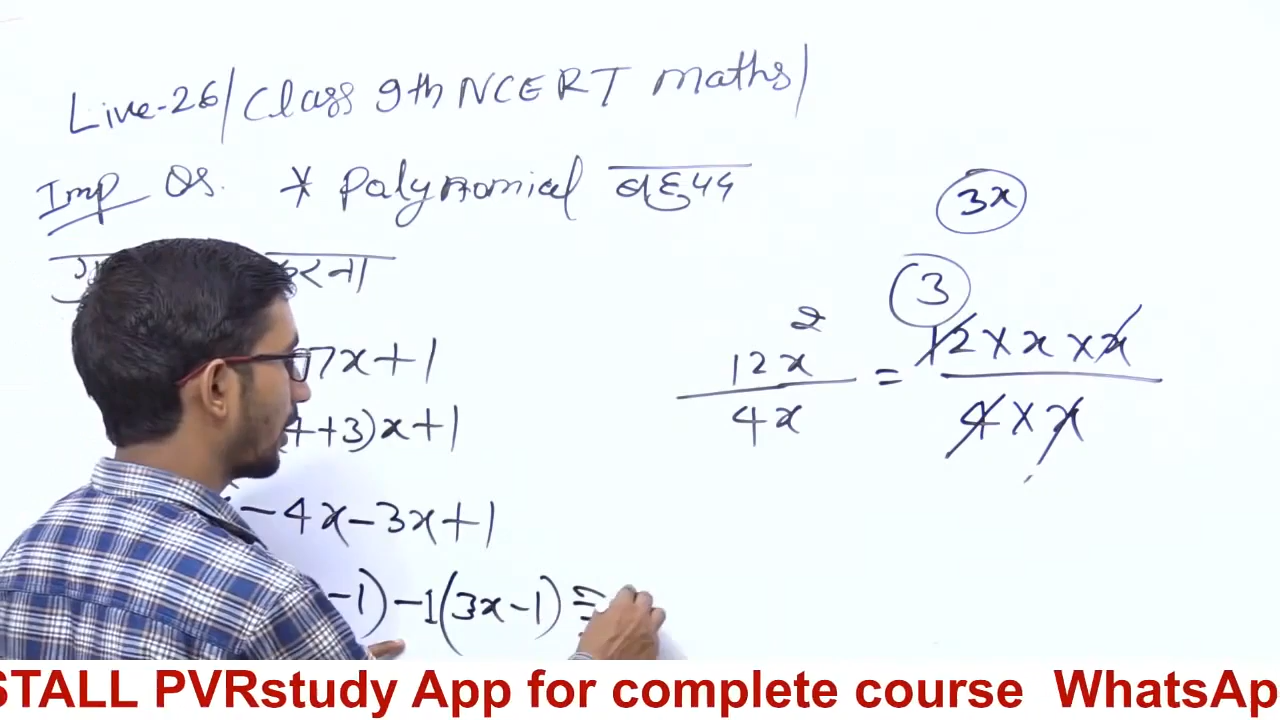 Live-26/Class 9th NCERT maths/
Imp Qs. * Polynomial बहुपद
करना
7x+1
4+3)x+1
-4x-3x+1
-1)-1(3x-1)
3x
3
12x² = 12×x×x
4x 4×x
STALL PVRstudy App for complete course WhatsAp